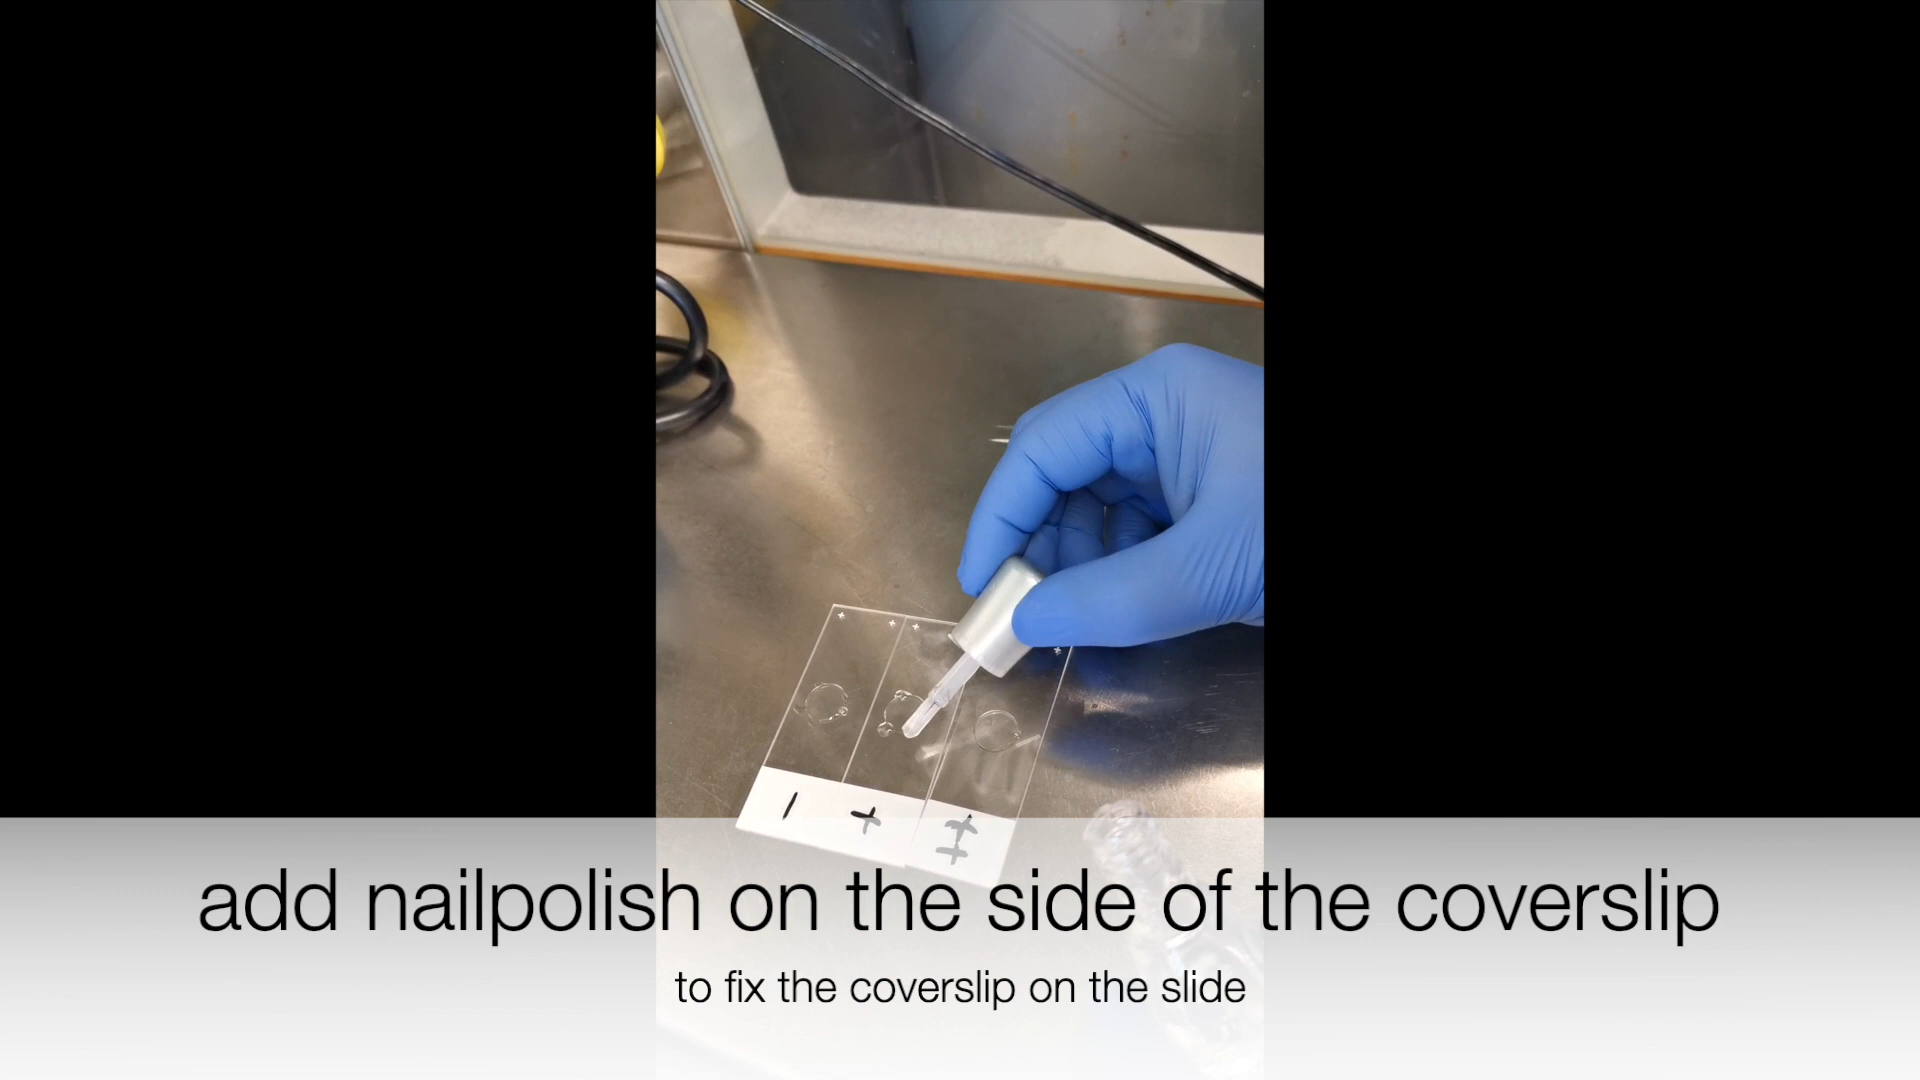 - + ++
add nailpolish on the side of the coverslip
to fix the coverslip on the slide